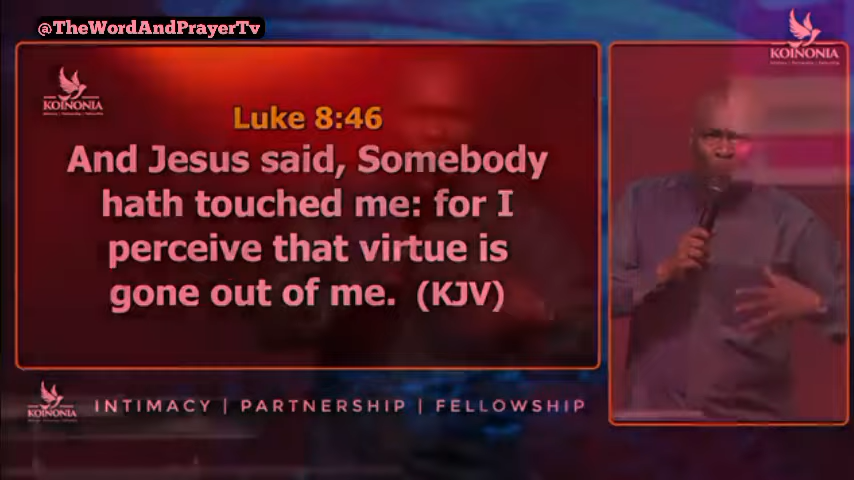 @TheWordAndPrayerTv
KOINONIA
KOINONIA
Luke 8:46
And Jesus said, Somebody
hath touched me: for I
perceive that virtue is
gone out of me. (KJV)
KOINONIA
INTIMACY | PARTNERSHIP | FELLOWSHIP